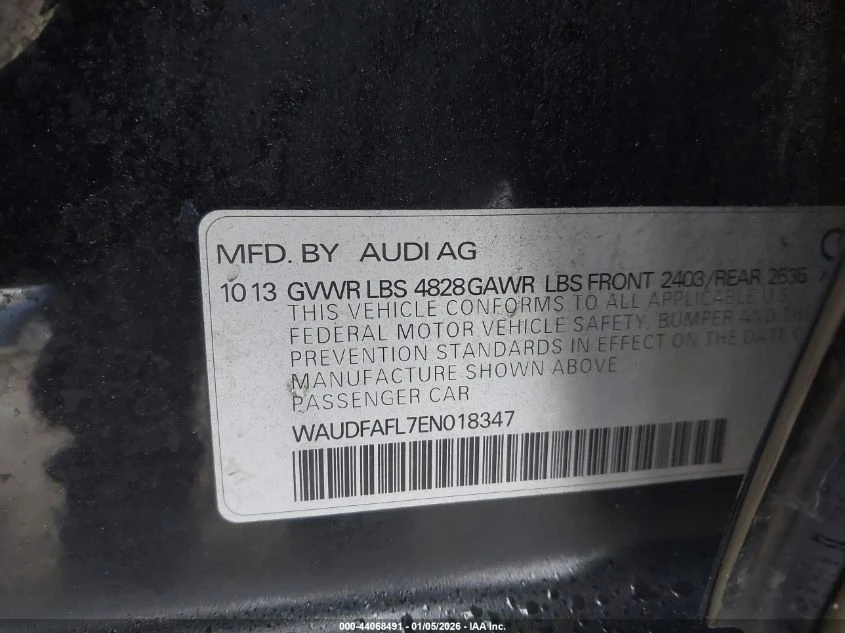 MFD. BY AUDI AG
10 13 GVWR LBS 4828 GAWR LBS FRONT 2403/REAR 2535
THIS VEHICLE CONFORMS TO ALL APPLICABLE U.S.
FEDERAL MOTOR VEHICLE SAFETY, BUMPER AND THE
PREVENTION STANDARDS IN EFFECT ON THE DATE O
MANUFACTURE SHOWN ABOVE
PASSENGER CAR
WAUDFAFL7EN018347
000-44068491 - 01/05/2026 - IAA Inc.